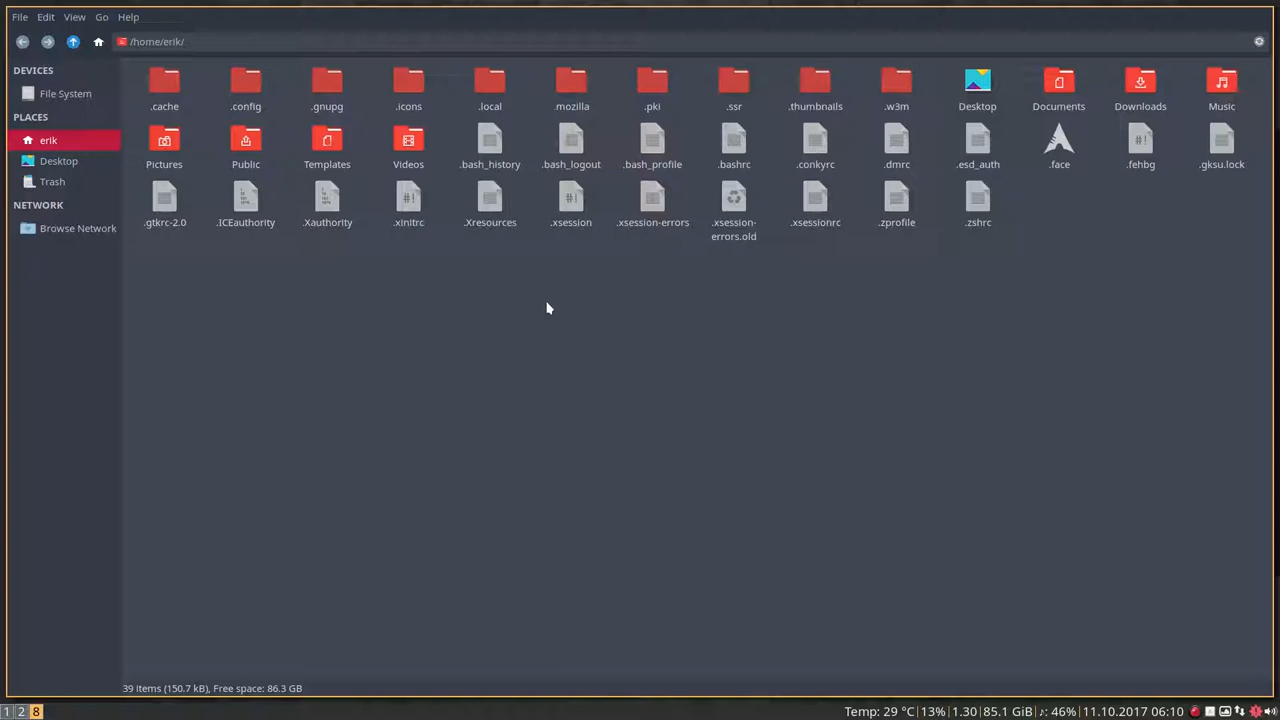 File Edit View Go Help
/home/erik/
DEVICES
File System
PLACES
erik
Desktop
Trash
NETWORK
Browse Network
.cache .config .gnupg .icons .local .mozilla .pki .ssr .thumbnails .w3m Desktop Documents Downloads Music
Pictures Public Templates Videos .bash_history .bash_logout .bash_profile .bashrc .conkyrc .dmrc .esd_auth .face .fehbg .gksu.lock
.gtkrc-2.0 .ICEauthority .Xauthority .xinitrc .Xresources .xsession .xsession-errors .xsession-errors.old .xsessionrc .zprofile .zshrc
39 items (150.7 kB), Free space: 86.3 GB
1 2 8 Temp: 29 °C|13%|1.30|85.1 GiB|♪: 46%|11.10.2017 06:10